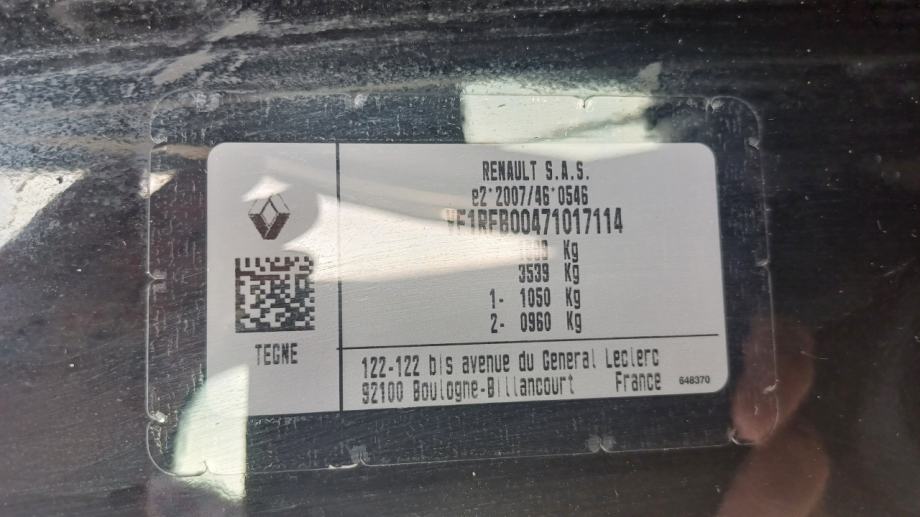 RENAULT S.A.S.
e2*2007/46*0546
Kg
3539 Kg
1- 1050 Kg
2- 0960 Kg
TEGNE
122-122 bis avenue du General Leclerc
92100 Boulogne-Billancourt France
648370